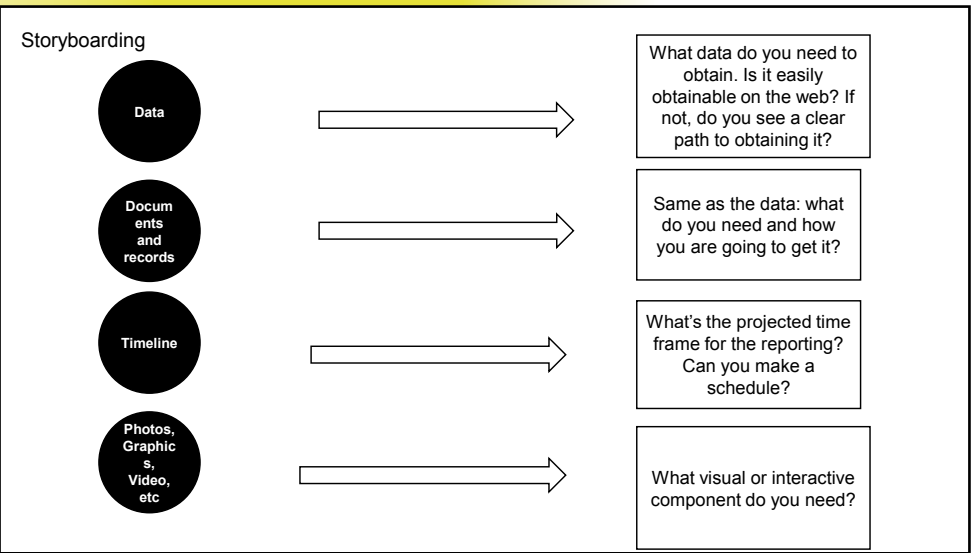 Storyboarding
Data
What data do you need to
obtain. Is it easily
obtainable on the web? If
not, do you see a clear
path to obtaining it?
Docum
ents
and
records
Same as the data: what
do you need and how
you are going to get it?
Timeline
What's the projected time
frame for the reporting?
Can you make a
schedule?
Photos,
Graphic
s,
Video,
etc
What visual or interactive
component do you need?